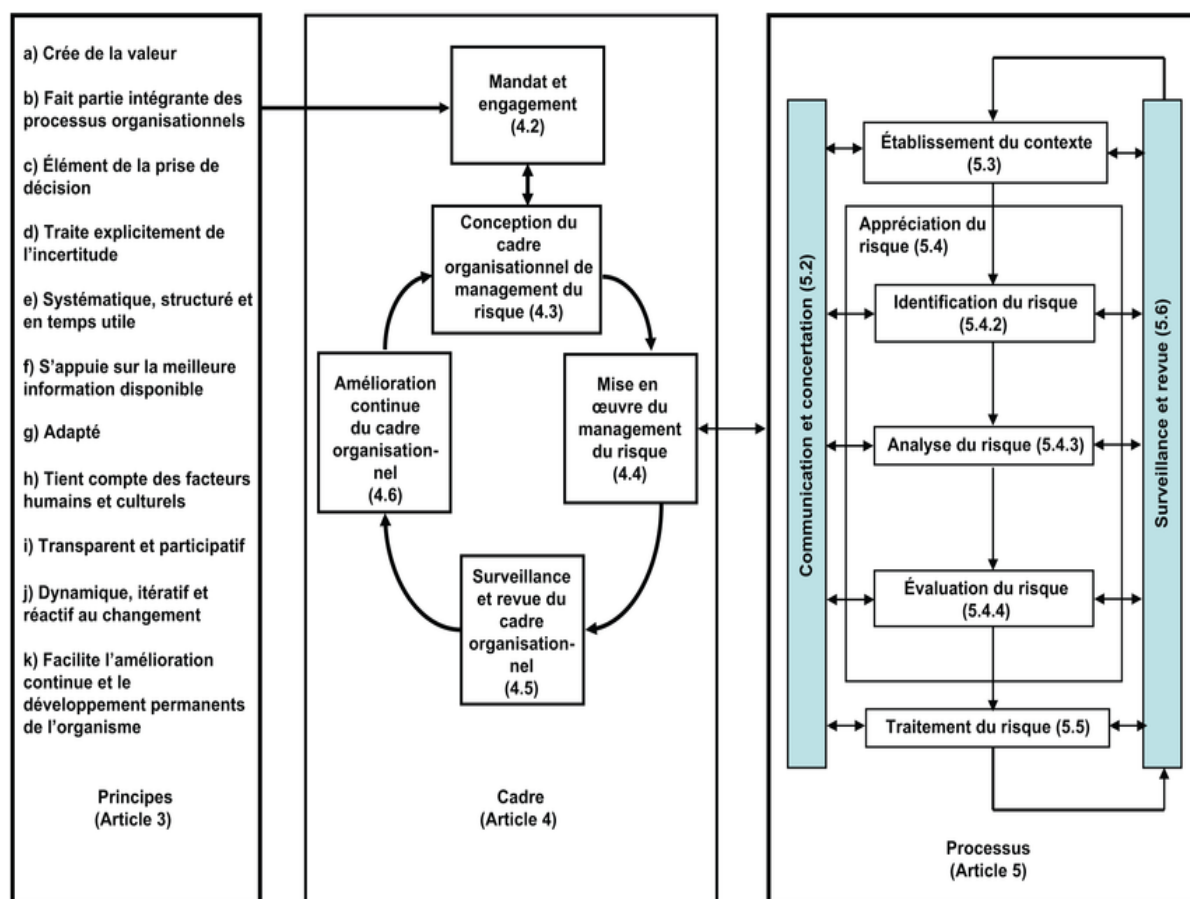 a) Crée de la valeur
b) Fait partie intégrante des
processus organisationnels
c) Élément de la prise de
décision
d) Traite explicitement de
l'incertitude
e) Systématique, structuré et
en temps utile
f) S'appuie sur la meilleure
information disponible
g) Adapté
h) Tient compte des facteurs
humains et culturels
i) Transparent et participatif
j) Dynamique, itératif et
réactif au changement
k) Facilite l'amélioration
continue et le
développement permanents
de l'organisme
Principes
(Article 3)
Mandat et
engagement
(4.2)
Conception du
cadre
organisationnel de
management du
risque (4.3)
Mise en
œuvre du
management
du risque
(4.4)
Surveillance
et revue du
cadre
organisation-
nel
(4.5)
Amélioration
continue
du cadre
organisation-
nel
(4.6)
Cadre
(Article 4)
Communication et concertation (5.2)
Établissement du contexte
(5.3)
Appréciation du
risque (5.4)
Identification du risque
(5.4.2)
Analyse du risque (5.4.3)
Évaluation du risque
(5.4.4)
Traitement du risque (5.5)
Surveillance et revue (5.6)
Processus
(Article 5)